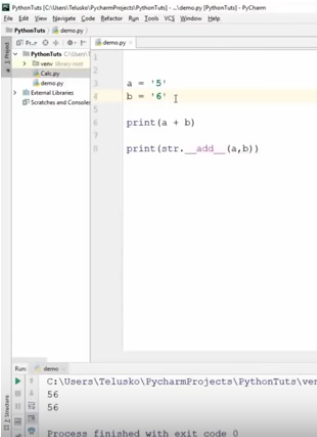 PythonTuts [C:\Users\Telusko\PycharmProjects\PythonTuts] - ...\demo.py [PythonTuts] - PyCharm
File Edit View Navigate Code Refactor Run Tools VCS Window Help
PythonTuts demo.py
Project
demo.py
PythonTuts C:\Users\T
venv library root
Calc.py
demo.py
External Libraries
Scratches and Consoles
1
2
3 a = '5'
4 b = '6'
5
6 print(a + b)
7
8 print(str.__add__(a,b))
Run: demo
C:\Users\Telusko\PycharmProjects\PythonTuts\ven
56
56
Process finished with exit code 0
Structure